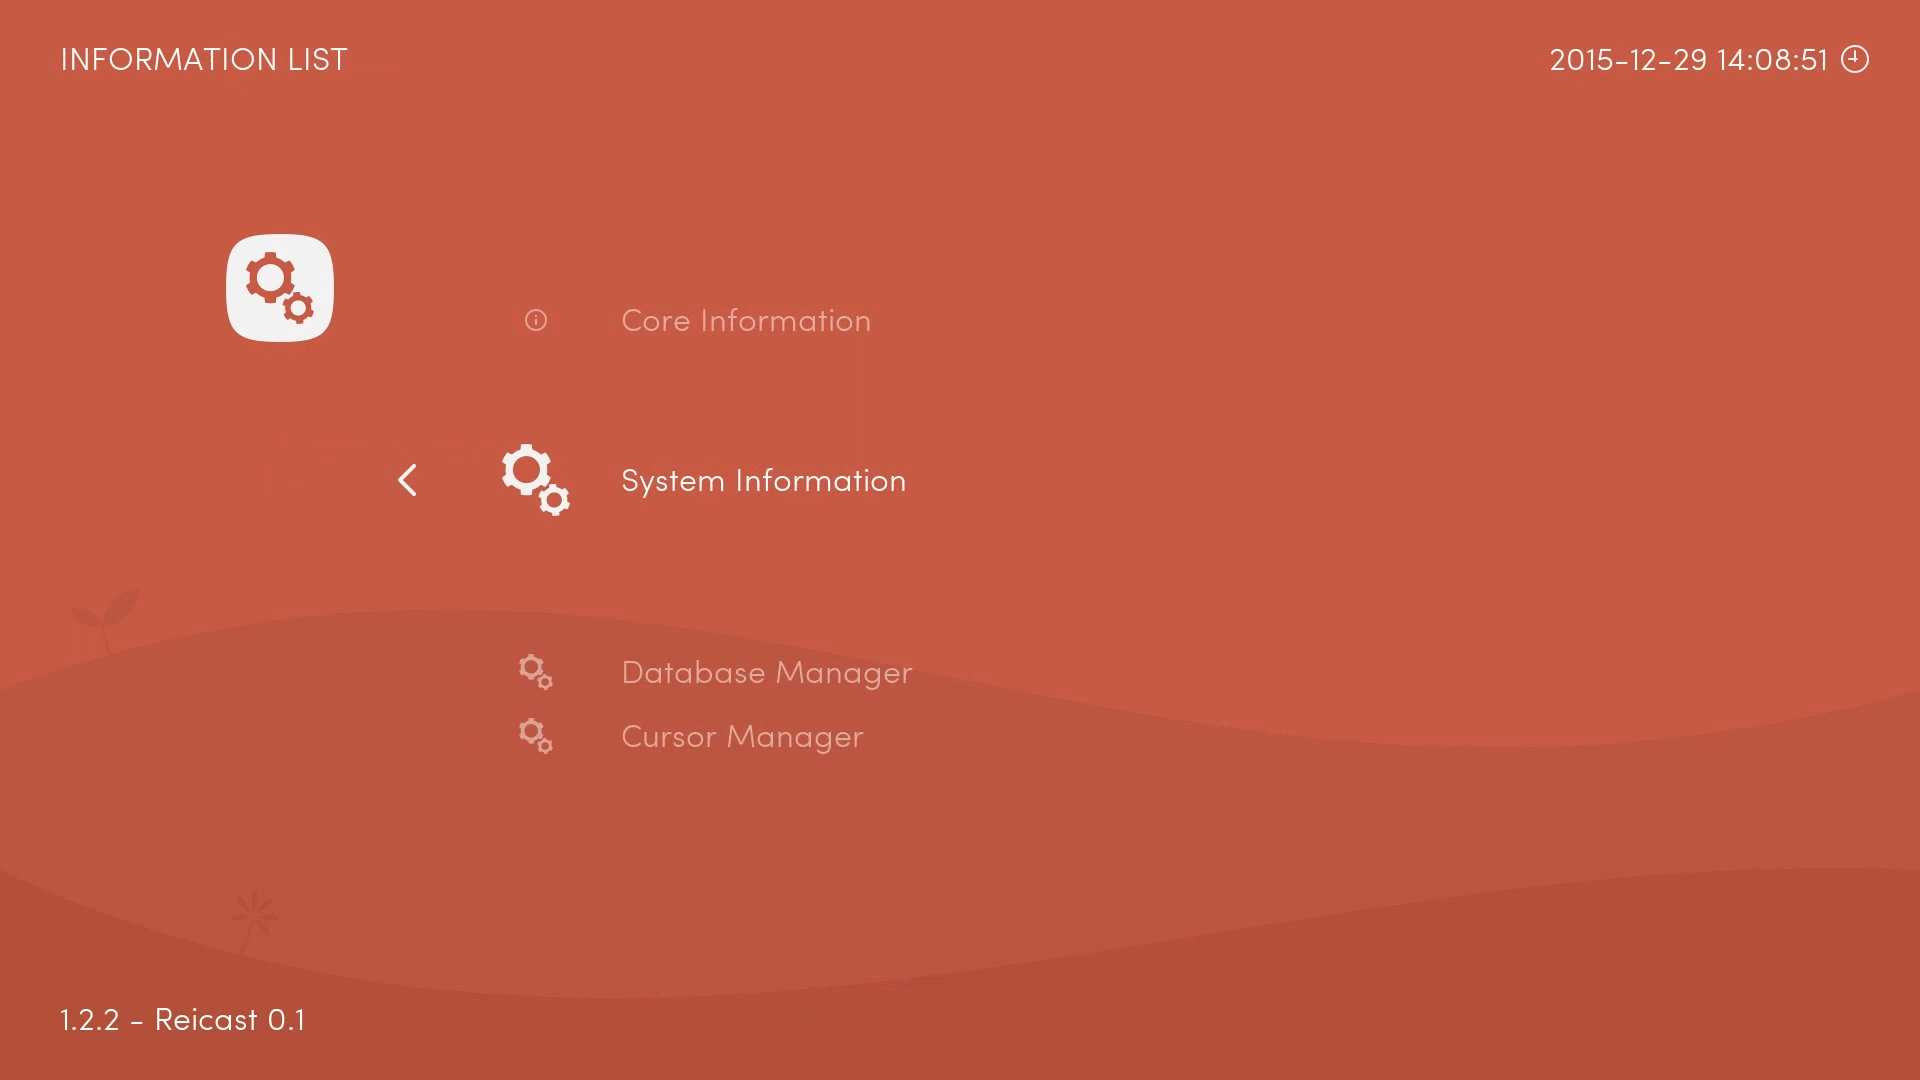 INFORMATION LIST
2015-12-29 14:08:51
Core Information
System Information
Database Manager
Cursor Manager
1.2.2 - Reicast 0.1